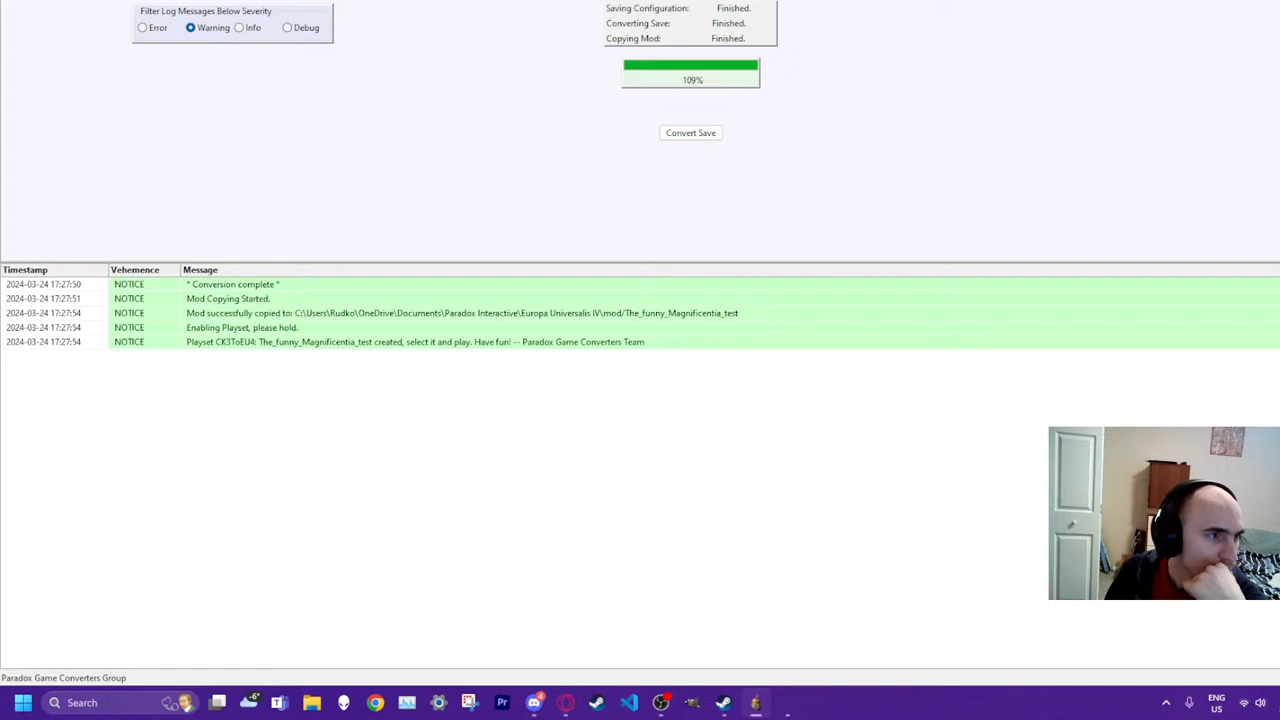 Filter Log Messages Below Severity
Error Warning Info Debug
Saving Configuration: Finished.
Converting Save: Finished.
Copying Mod: Finished.
109%
Convert Save
Timestamp Vehemence Message
2024-03-24 17:27:50 NOTICE * Conversion complete *
2024-03-24 17:27:51 NOTICE Mod Copying Started.
2024-03-24 17:27:54 NOTICE Mod successfully copied to: C:\Users\Rudko\OneDrive\Documents\Paradox Interactive\Europa Universalis IV\mod/The_funny_Magnificentia_test
2024-03-24 17:27:54 NOTICE Enabling Playset, please hold.
2024-03-24 17:27:54 NOTICE Playset CK3ToEU4: The_funny_Magnificentia_test created, select it and play. Have fun! -- Paradox Game Converters Team
Paradox Game Converters Group
Search
Pr
4
ENG
US